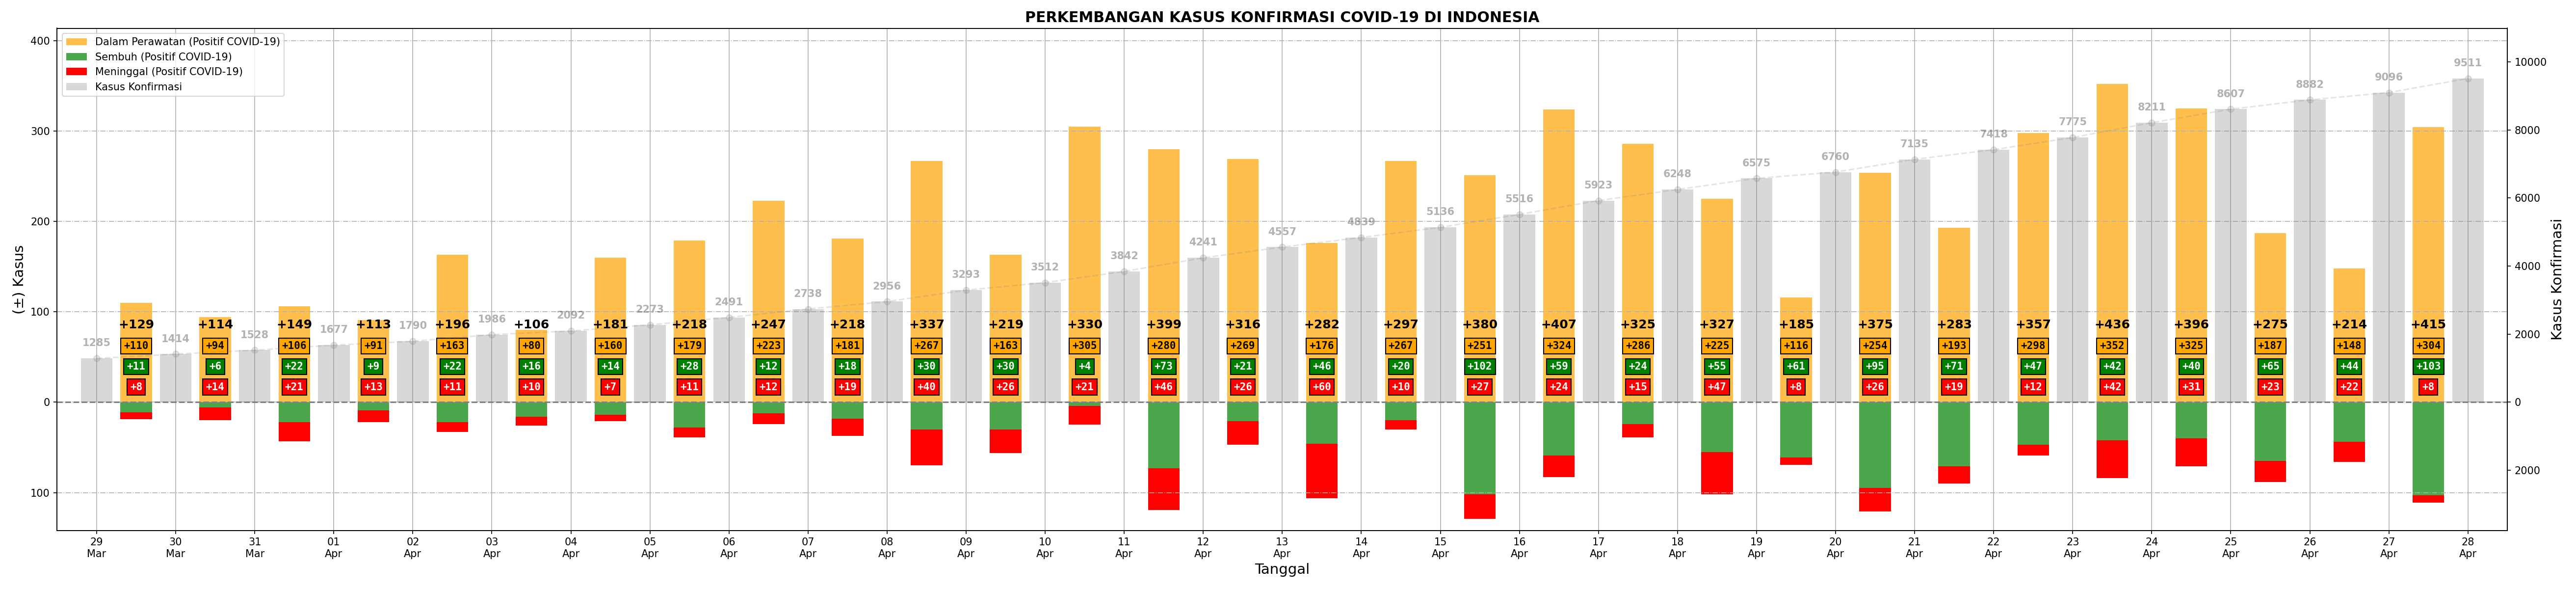 PERKEMBANGAN KASUS KONFIRMASI COVID-19 DI INDONESIA
Dalam Perawatan (Positif COVID-19)
Sembuh (Positif COVID-19)
Meninggal (Positif COVID-19)
Kasus Konfirmasi
(±) Kasus
400
300
200
100
0
100
Kasus Konfirmasi
10000
8000
6000
4000
2000
0
2000
1285 1414 1528 1677 1790 1986 2092 2273 2491 2738 2956 3293 3512 3842 4241 4557 4839 5136 5516 5923 6248 6575 6760 7135 7418 7775 8211 8607 8882 9096 9511
+129 +114 +149 +113 +196 +106 +181 +218 +247 +218 +337 +219 +330 +399 +316 +282 +297 +380 +407 +325 +327 +185 +375 +283 +357 +436 +396 +275 +214 +415
+110 +94 +106 +91 +163 +80 +160 +179 +223 +181 +267 +163 +305 +280 +269 +176 +267 +251 +324 +286 +225 +116 +254 +193 +298 +352 +325 +187 +148 +304
+11 +6 +22 +9 +22 +16 +14 +28 +12 +18 +30 +30 +4 +73 +21 +46 +20 +102 +59 +24 +55 +61 +95 +71 +47 +42 +40 +65 +44 +103
+8 +14 +21 +13 +11 +10 +7 +11 +12 +19 +40 +26 +21 +46 +26 +60 +10 +27 +24 +15 +47 +8 +26 +19 +12 +42 +31 +23 +22 +8
29 30 31 01 02 03 04 05 06 07 08 09 10 11 12 13 14 15 16 17 18 19 20 21 22 23 24 25 26 27 28
Mar Mar Mar Apr Apr Apr Apr Apr Apr Apr Apr Apr Apr Apr Apr Apr Apr Apr Apr Apr Apr Apr Apr Apr Apr Apr Apr Apr Apr Apr Apr
Tanggal